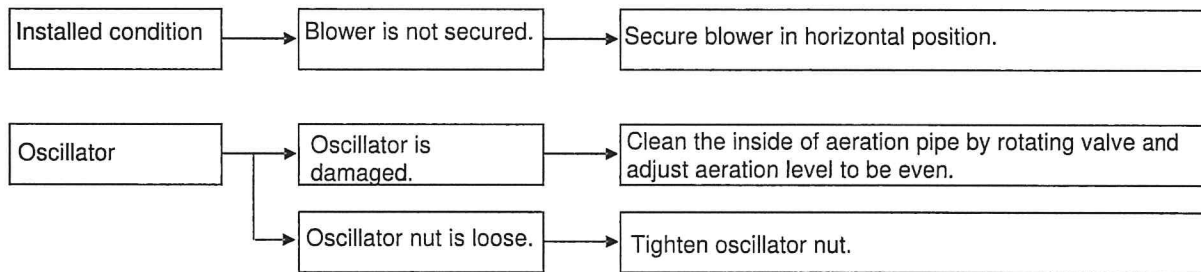 Installed condition
Blower is not secured.
Secure blower in horizontal position.
Oscillator
Oscillator is
damaged.
Clean the inside of aeration pipe by rotating valve and
adjust aeration level to be even.
Oscillator nut is loose.
Tighten oscillator nut.